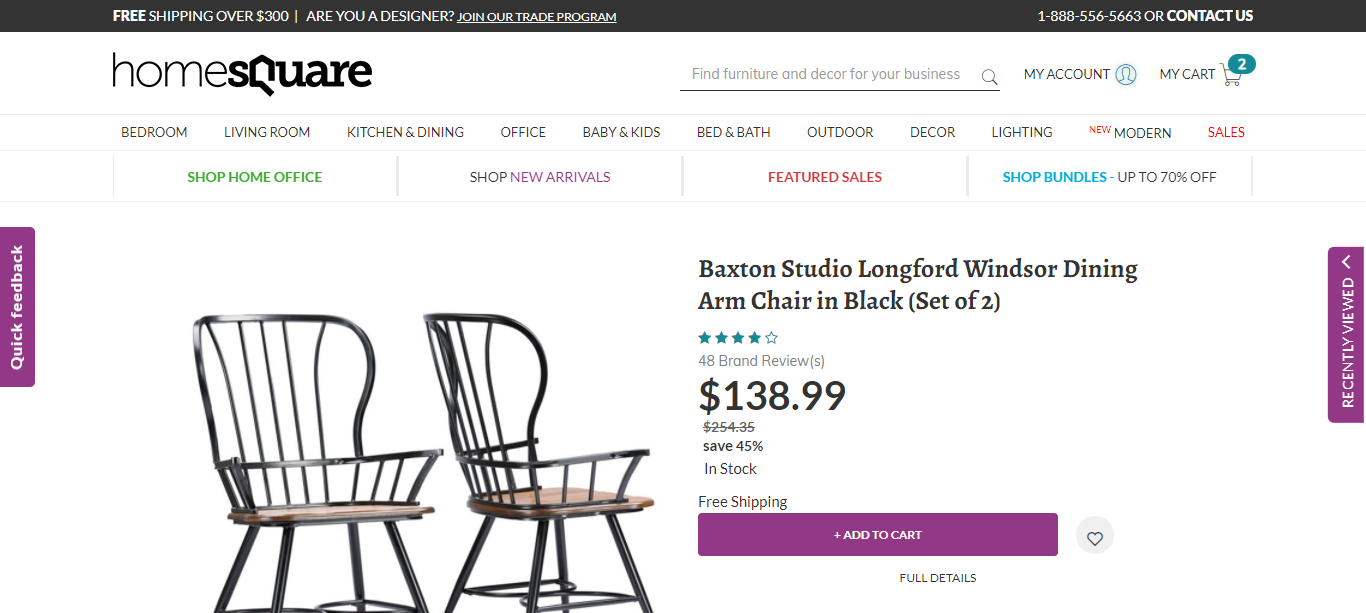 FREE SHIPPING OVER $300 | ARE YOU A DESIGNER? JOIN OUR TRADE PROGRAM
1-888-556-5663 OR CONTACT US
homesquare
Find furniture and decor for your business
MY ACCOUNT
MY CART
2
BEDROOM
LIVING ROOM
KITCHEN & DINING
OFFICE
BABY & KIDS
BED & BATH
OUTDOOR
DECOR
LIGHTING
NEW MODERN
SALES
SHOP HOME OFFICE
SHOP NEW ARRIVALS
FEATURED SALES
SHOP BUNDLES - UP TO 70% OFF
Quick feedback
Baxton Studio Longford Windsor Dining
Arm Chair in Black (Set of 2)
48 Brand Review(s)
$138.99
$254.35
save 45%
In Stock
Free Shipping
+ ADD TO CART
FULL DETAILS
RECENTLY VIEWED